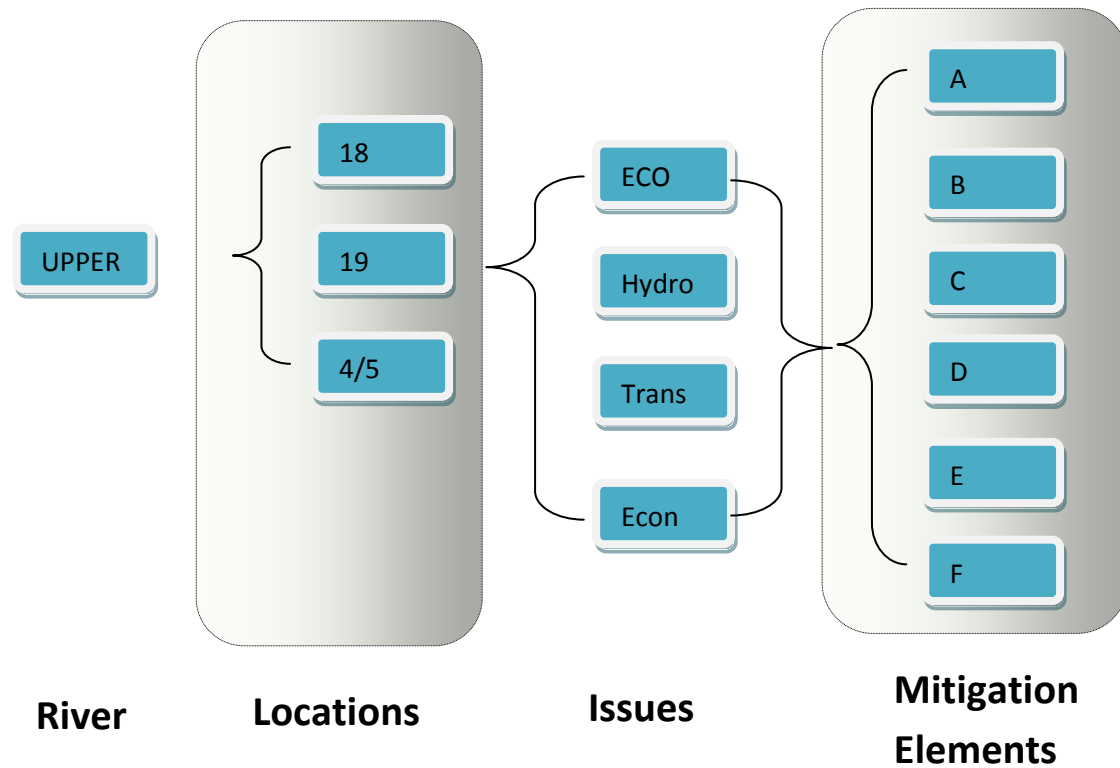 UPPER
18
19
4/5
ECO
Hydro
Trans
Econ
A
B
C
D
E
F
River
Locations
Issues
Mitigation
Elements